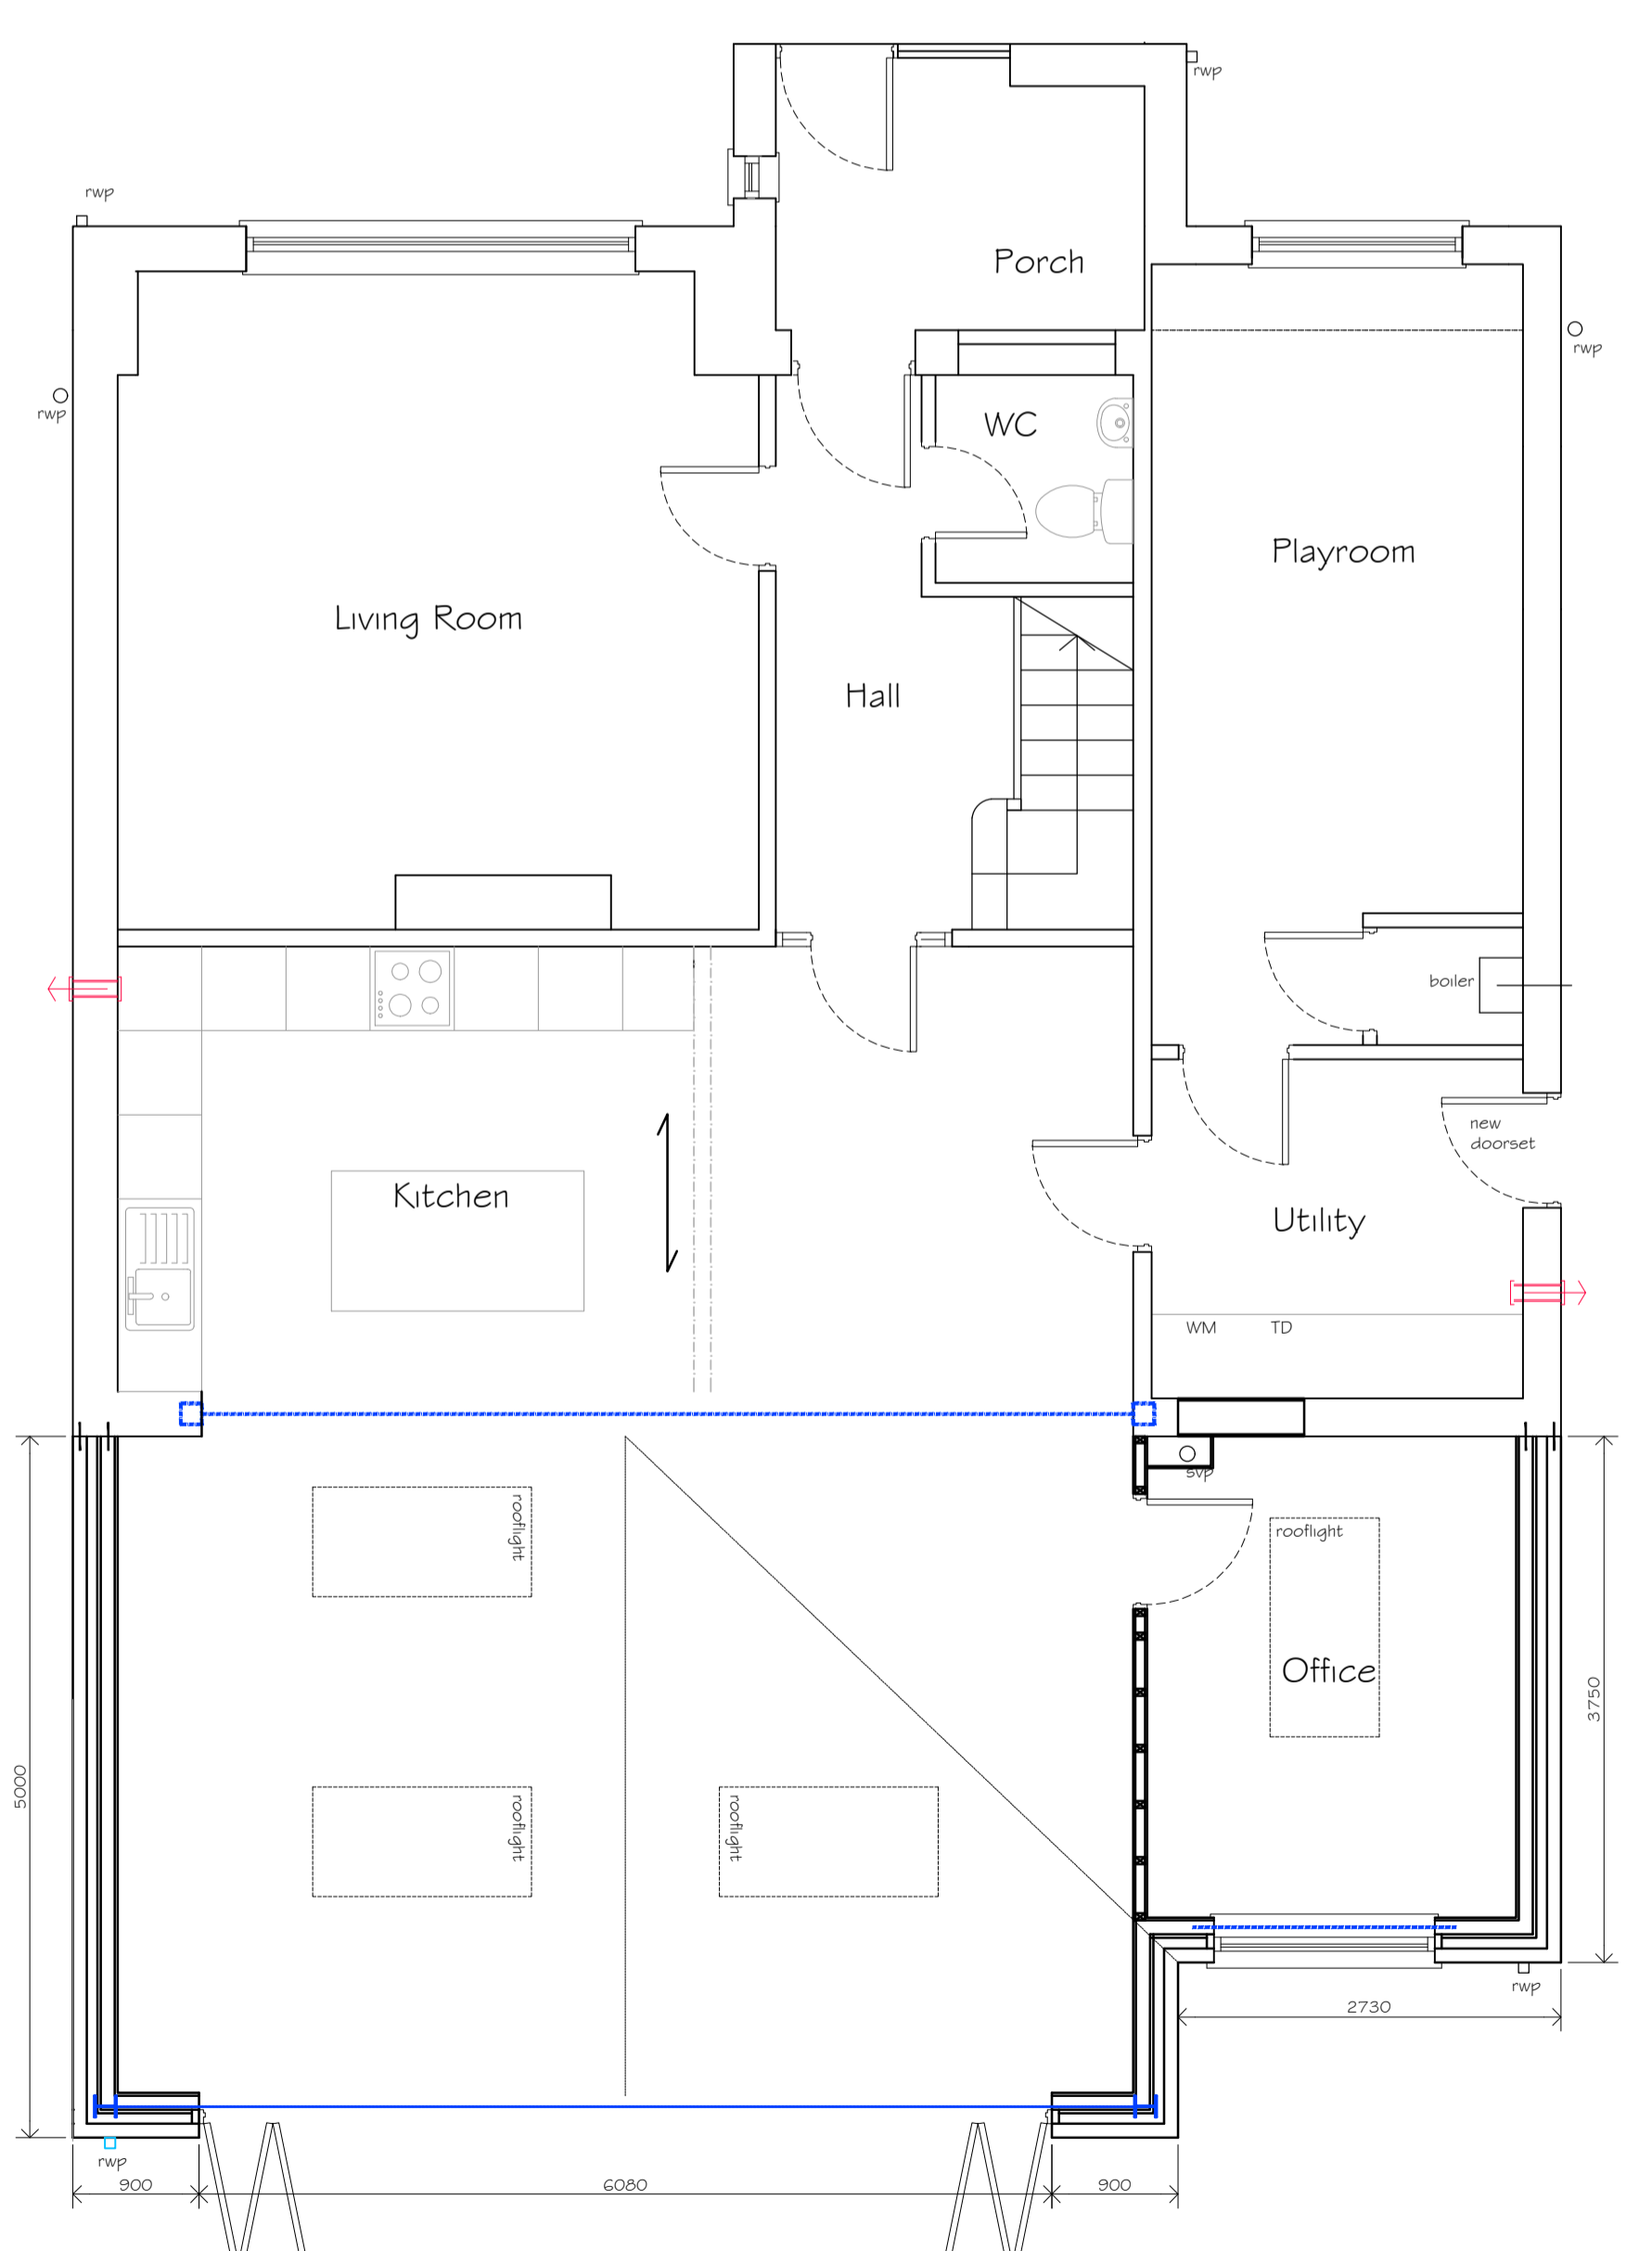 rwp
rwp
Porch
rwp
rwp
WC
Playroom
Living Room
Hall
boiler
new
doorset
Kitchen
Utility
WM
TD
svp
rooflight
rooflight
Office
3750
5000
rooflight
rooflight
rwp
2730
rwp
900
6080
900